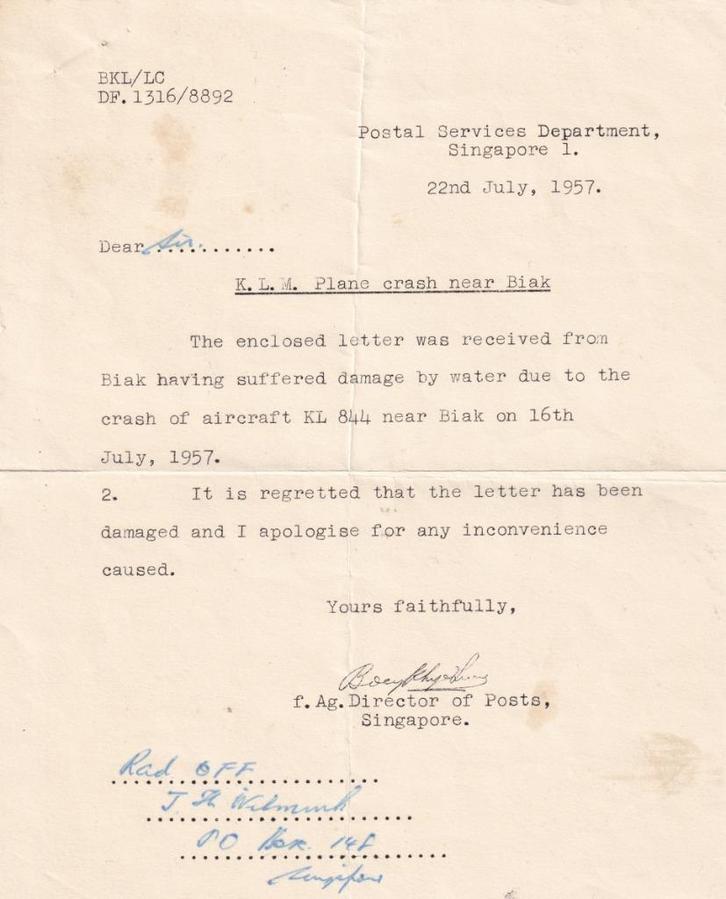 BKL/LC
DF. 1316/8892
Postal Services Department,
Singapore 1.
22nd July, 1957.
Dear Sir............
K.L.M. Plane crash near Biak
The enclosed letter was received from
Biak having suffered damage by water due to the
crash of aircraft KL 844 near Biak on 16th
July, 1957.
2. It is regretted that the letter has been
damaged and I apologise for any inconvenience
caused.
Yours faithfully,
f. Ag. Director of Posts,
Singapore.
Rad OFF
PO Box 148
Singapore